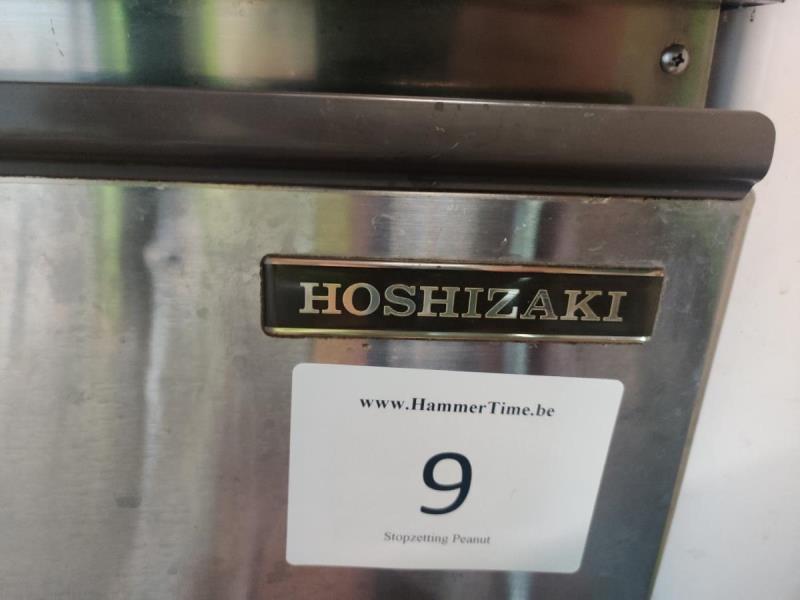 HOSHIZAKI
www.HammerTime.be
9
Stopzetting Peanut